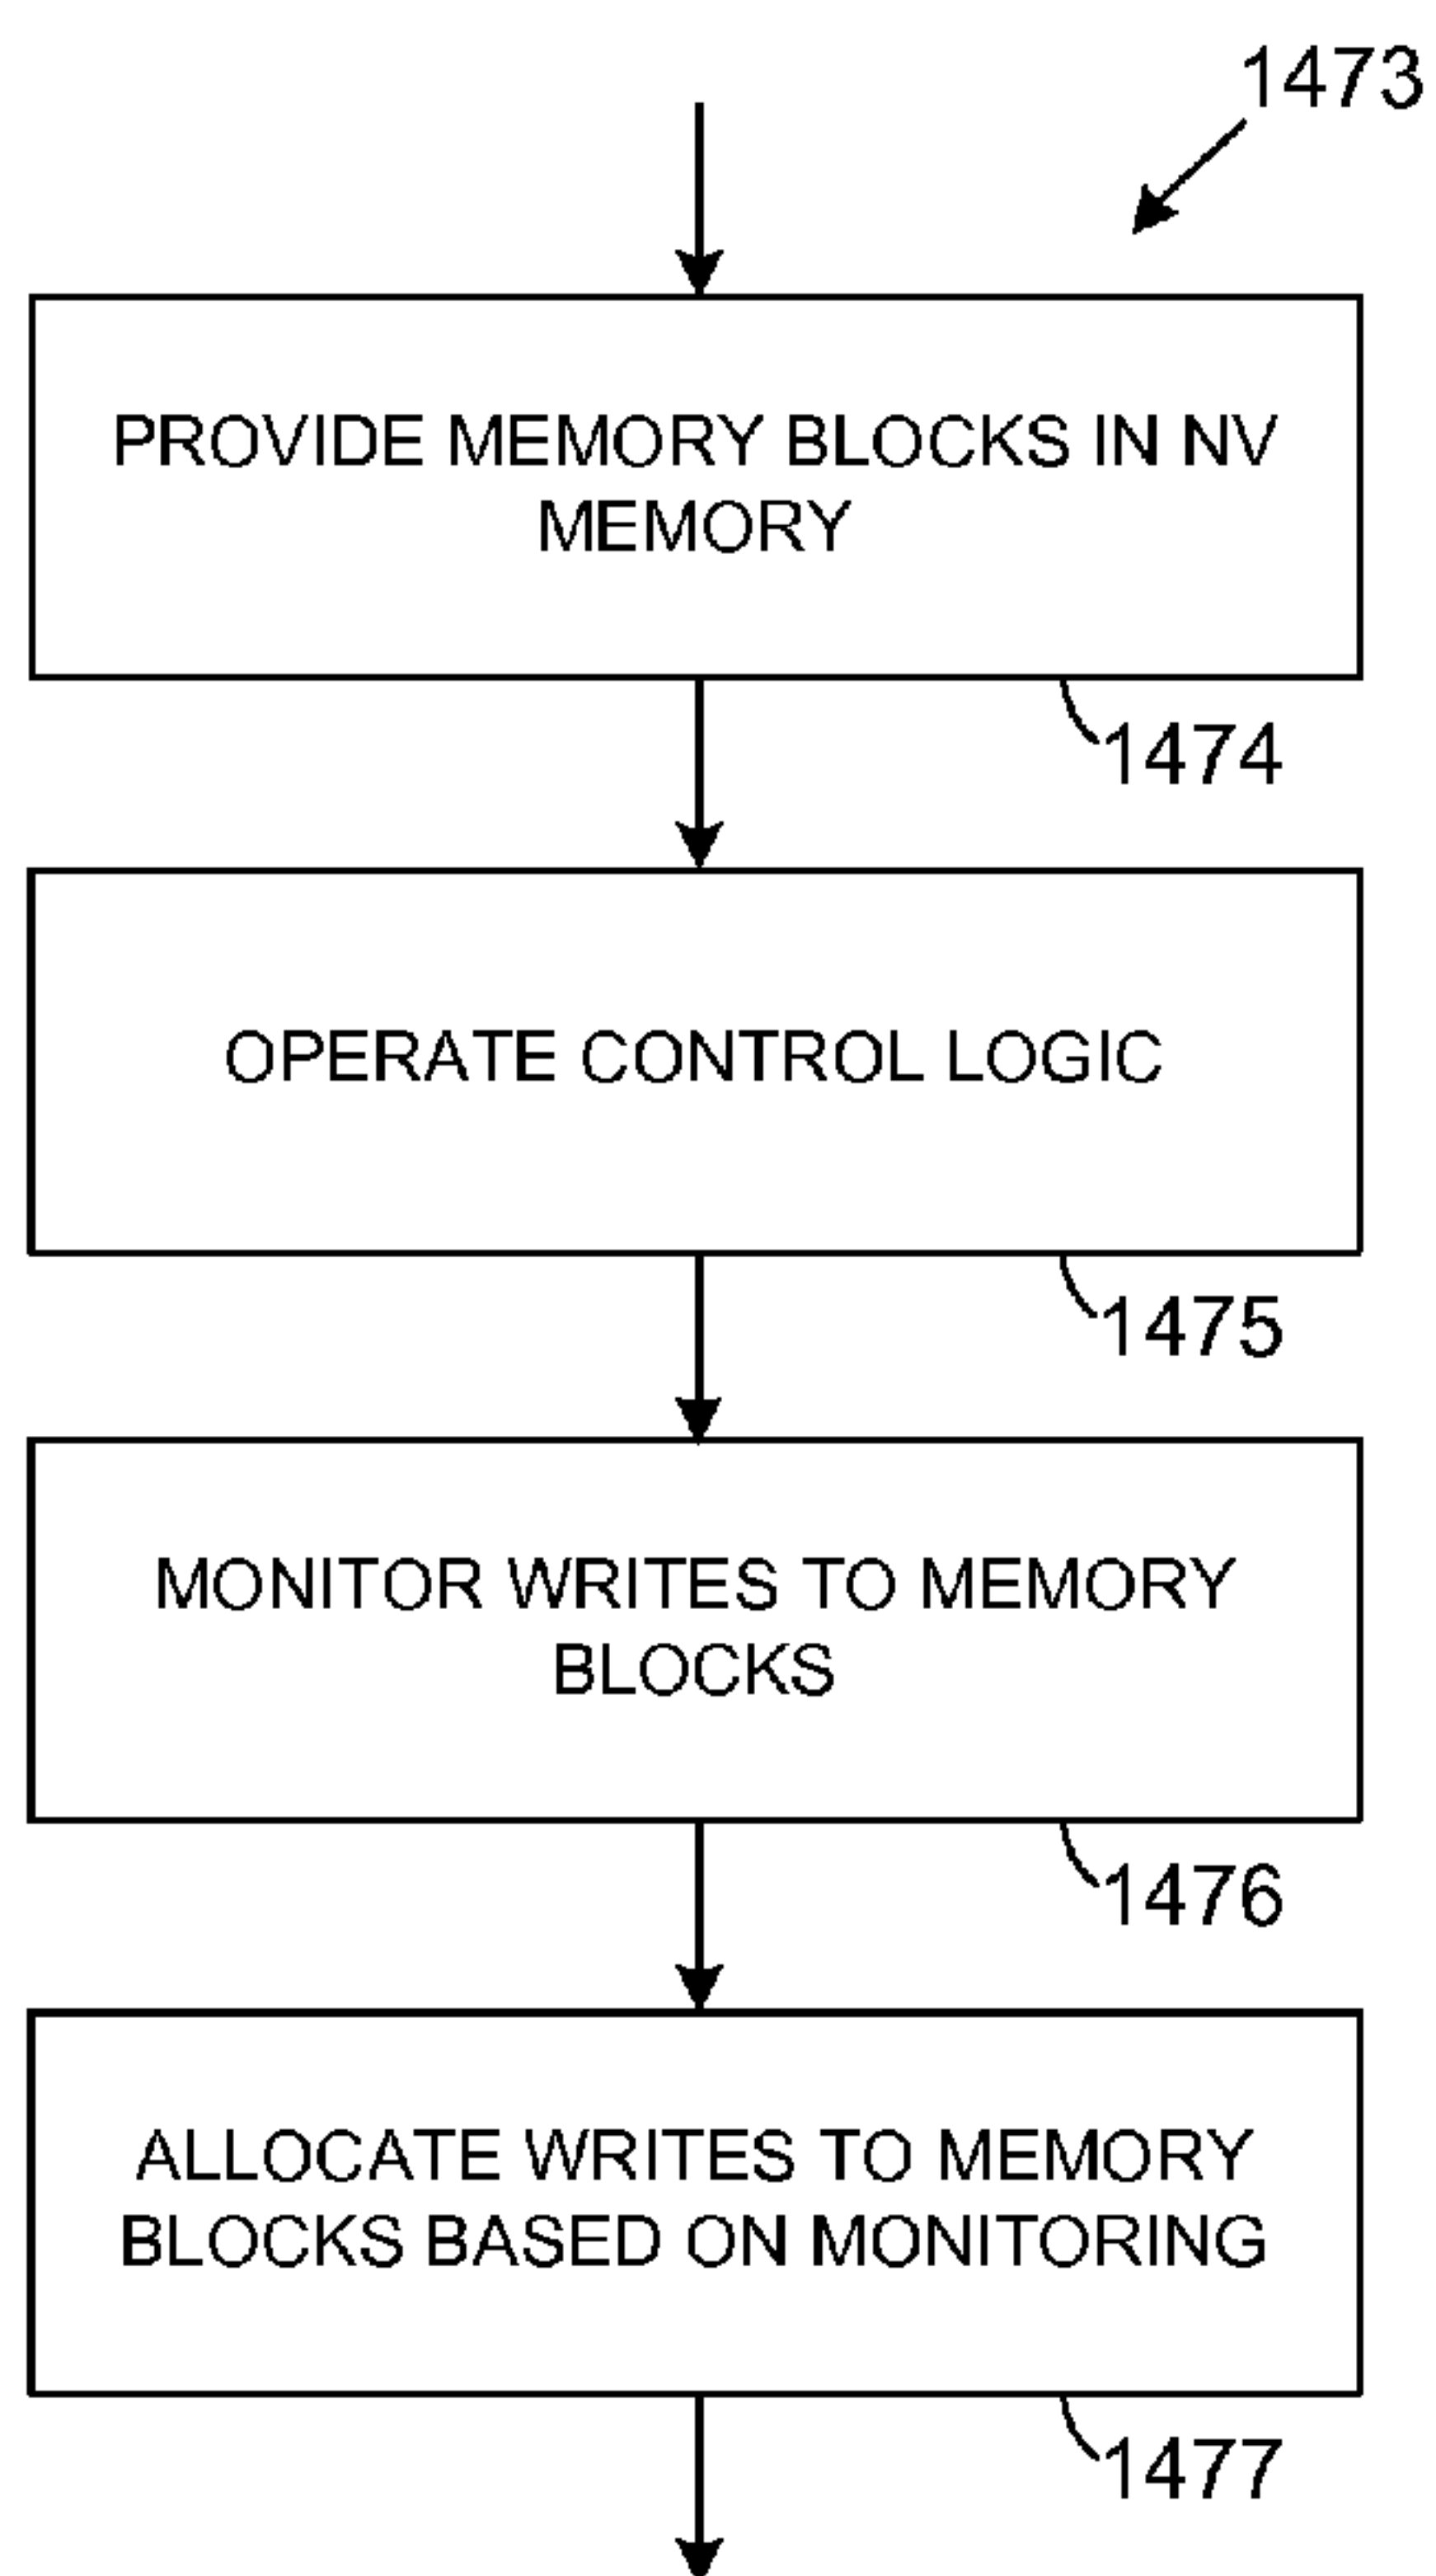 1473
PROVIDE MEMORY BLOCKS IN NV
MEMORY
1474
OPERATE CONTROL LOGIC
1475
MONITOR WRITES TO MEMORY
BLOCKS
1476
ALLOCATE WRITES TO MEMORY
BLOCKS BASED ON MONITORING
1477